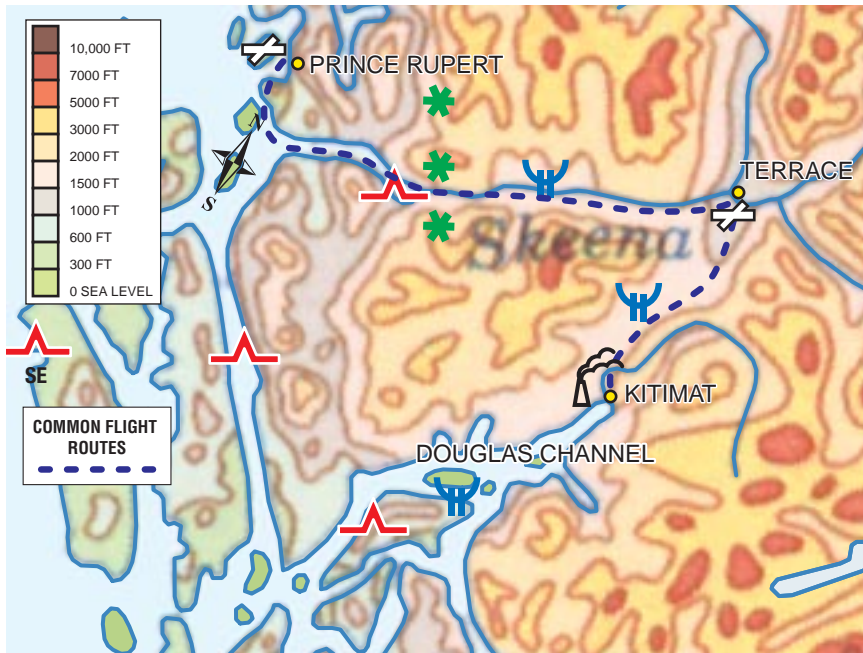 10,000 FT
7000 FT
5000 FT
3000 FT
2000 FT
1500 FT
1000 FT
600 FT
300 FT
0 SEA LEVEL
PRINCE RUPERT
N
S
TERRACE
Skeena
SE
KITIMAT
COMMON FLIGHT
ROUTES
DOUGLAS CHANNEL